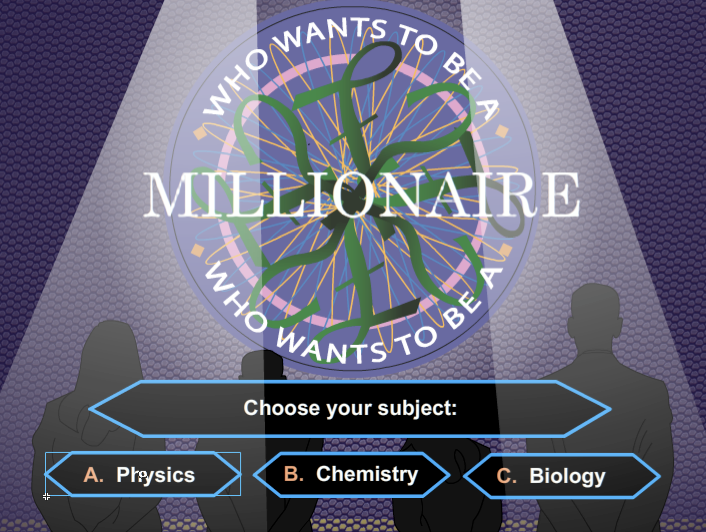 WHO WANTS TO BE A
MILLIONAIRE
WHO WANTS TO BE A
Choose your subject:
A. Physics
B. Chemistry
C. Biology